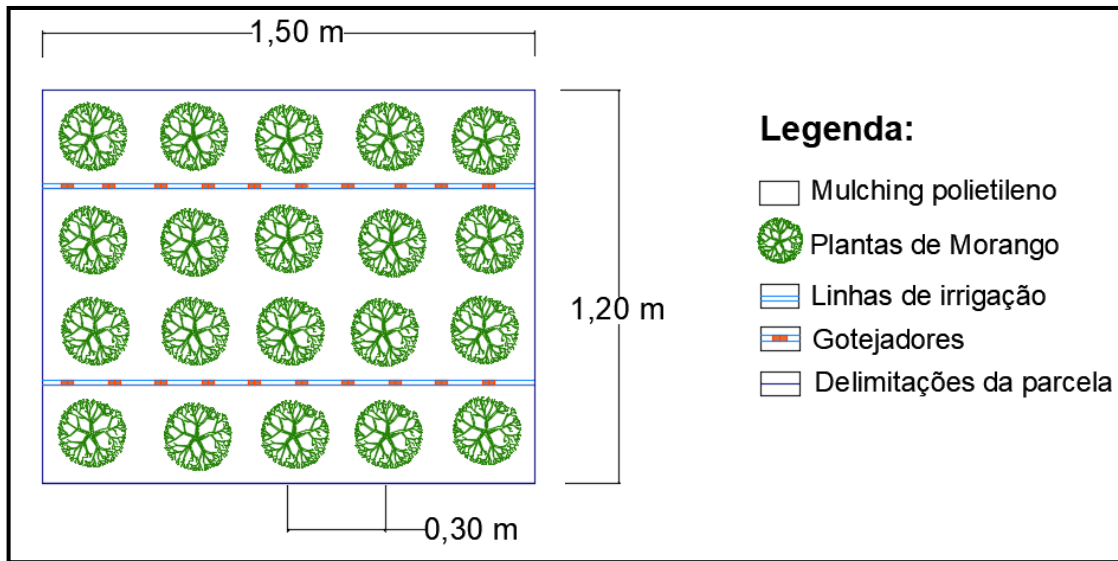 1,50 m
Legenda:
Mulching polietileno
Plantas de Morango
Linhas de irrigação
1,20 m
Gotejadores
Delimitações da parcela
0,30 m